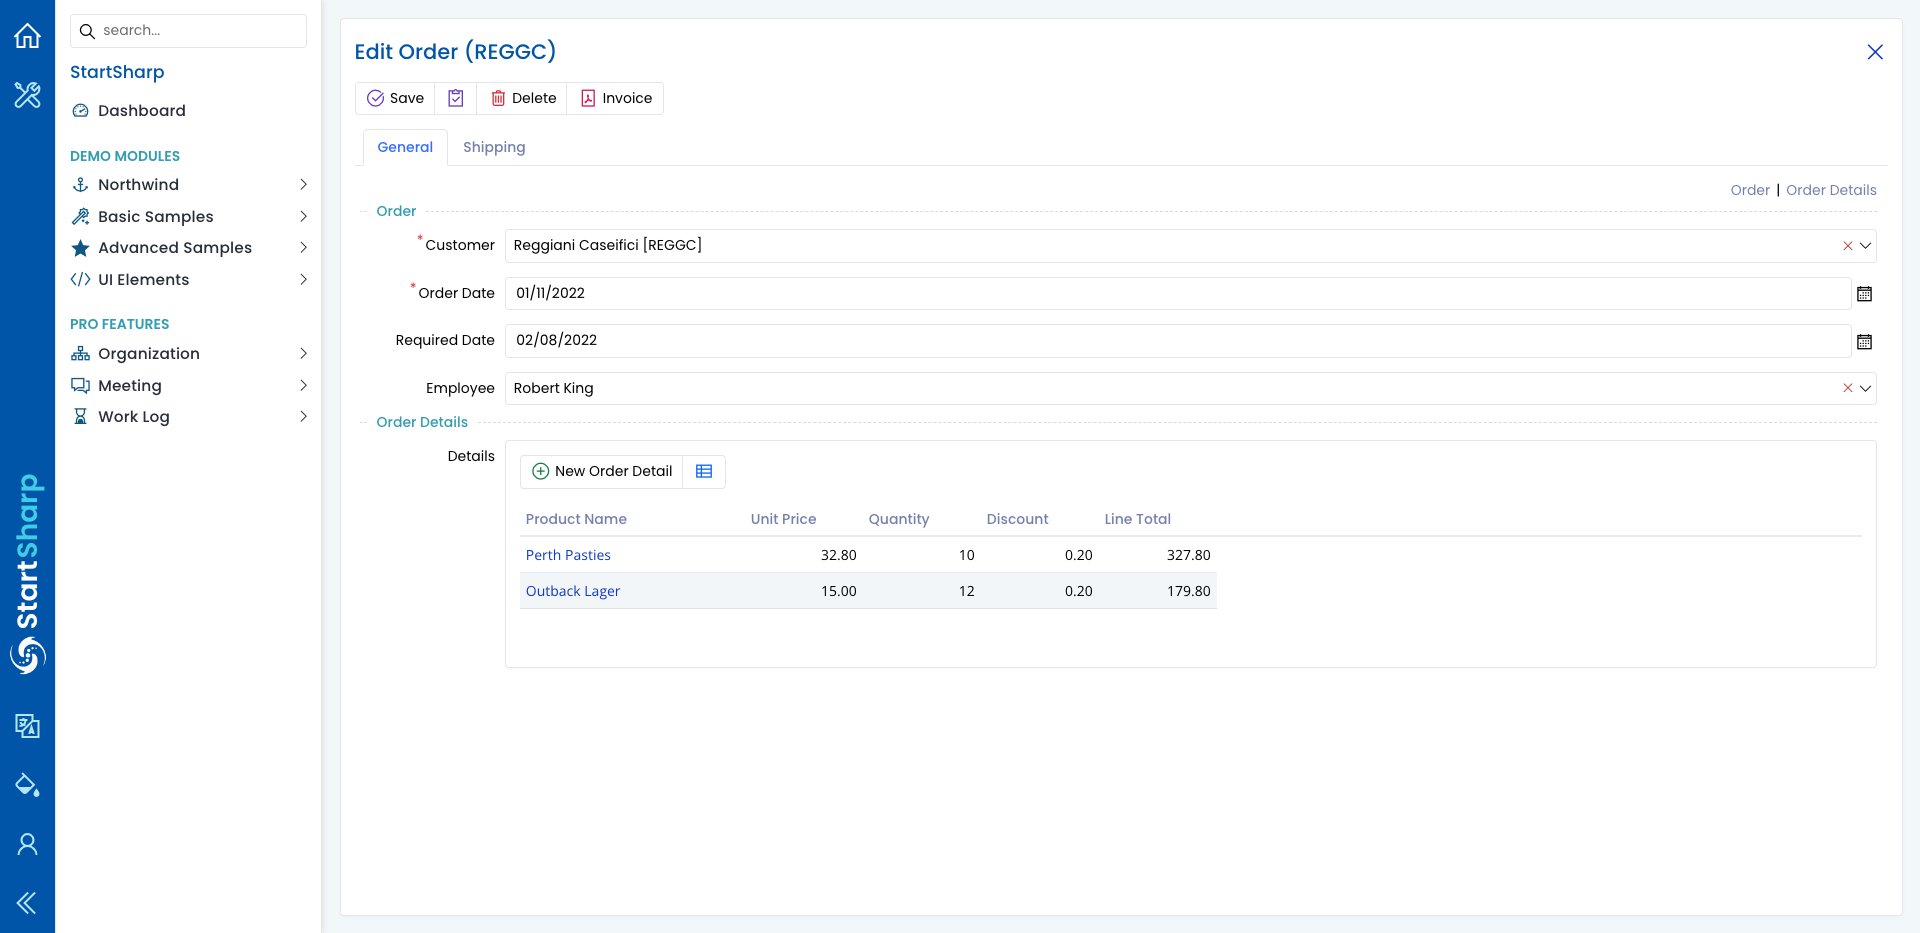 search...
StartSharp
Dashboard
DEMO MODULES
Northwind
Basic Samples
Advanced Samples
UI Elements
PRO FEATURES
Organization
Meeting
Work Log
StartSharp
Edit Order (REGGC)
Save Delete Invoice
General Shipping
Order | Order Details
Order
* Customer Reggiani Caseifici [REGGC]
* Order Date 01/11/2022
Required Date 02/08/2022
Employee Robert King
Order Details
Details
New Order Detail
Product Name Unit Price Quantity Discount Line Total
Perth Pasties 32.80 10 0.20 327.80
Outback Lager 15.00 12 0.20 179.80